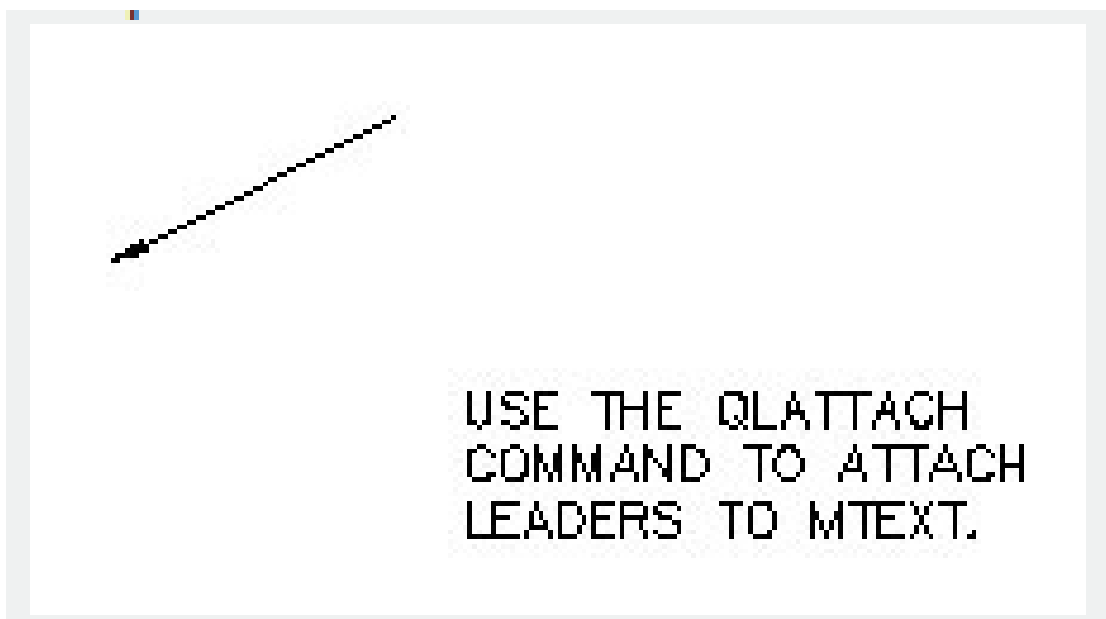 USE THE QLATTACH
COMMAND TO ATTACH
LEADERS TO MTEXT.